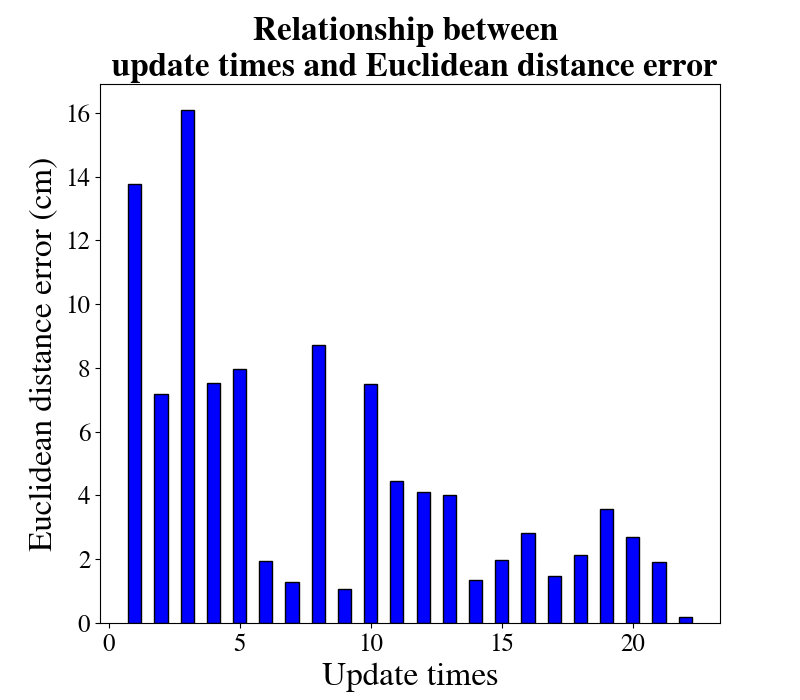 Relationship between
update times and Euclidean distance error
Euclidean distance error (cm)
16
14
12
10
8
6
4
2
0
0 5 10 15 20
Update times